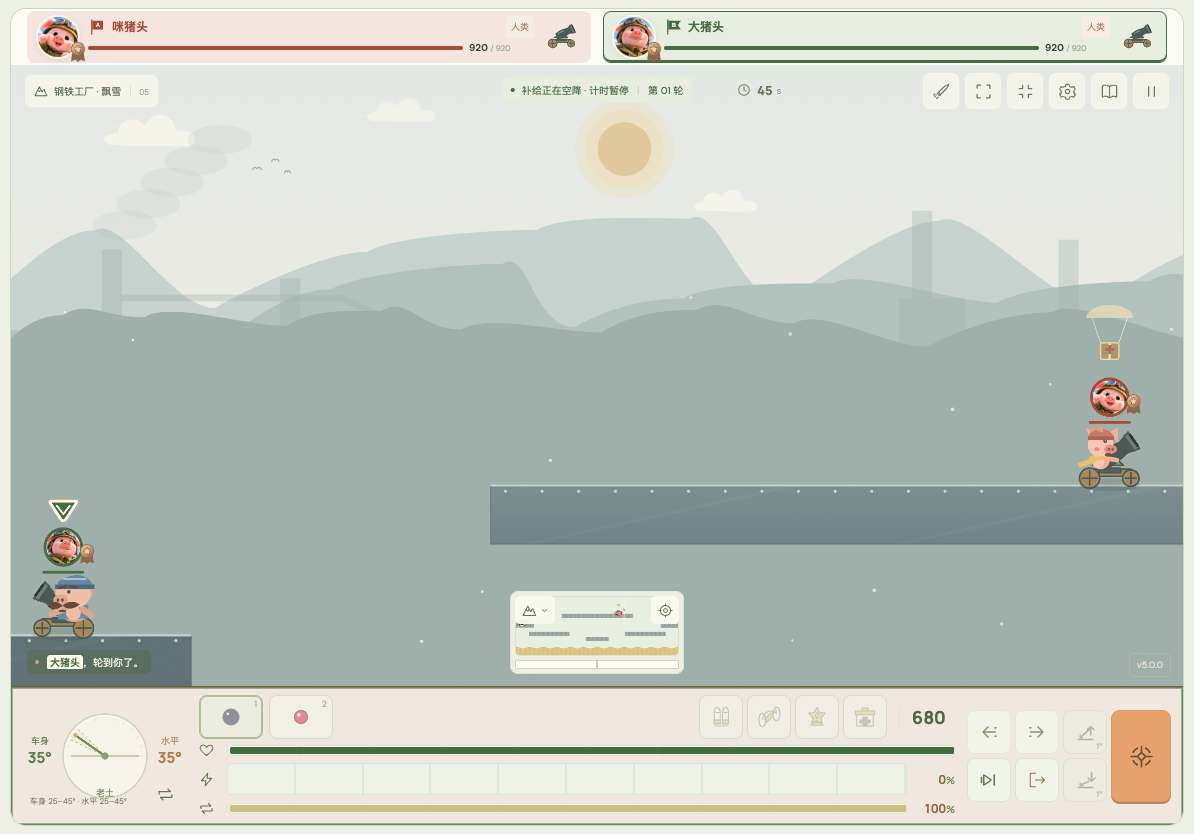 咪猪头
人类
920 / 920
大猪头
人类
920 / 920
钢铁工厂 · 飘雪 05
补给正在空降 · 计时暂停 第 01 轮
45 s
大猪头，轮到你了。
v5.0.0
车身
35°
水平
35°
老土
车身 25–45° · 水平 25–45°
1
2
680
0%
100%
1°
1°